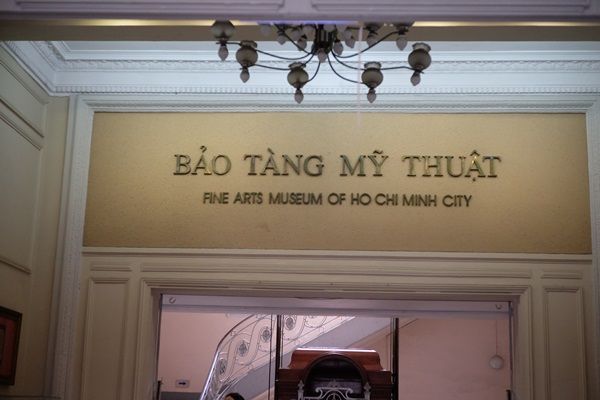 BẢO TÀNG MỸ THUẬT
FINE ARTS MUSEUM OF HO CHI MINH CITY